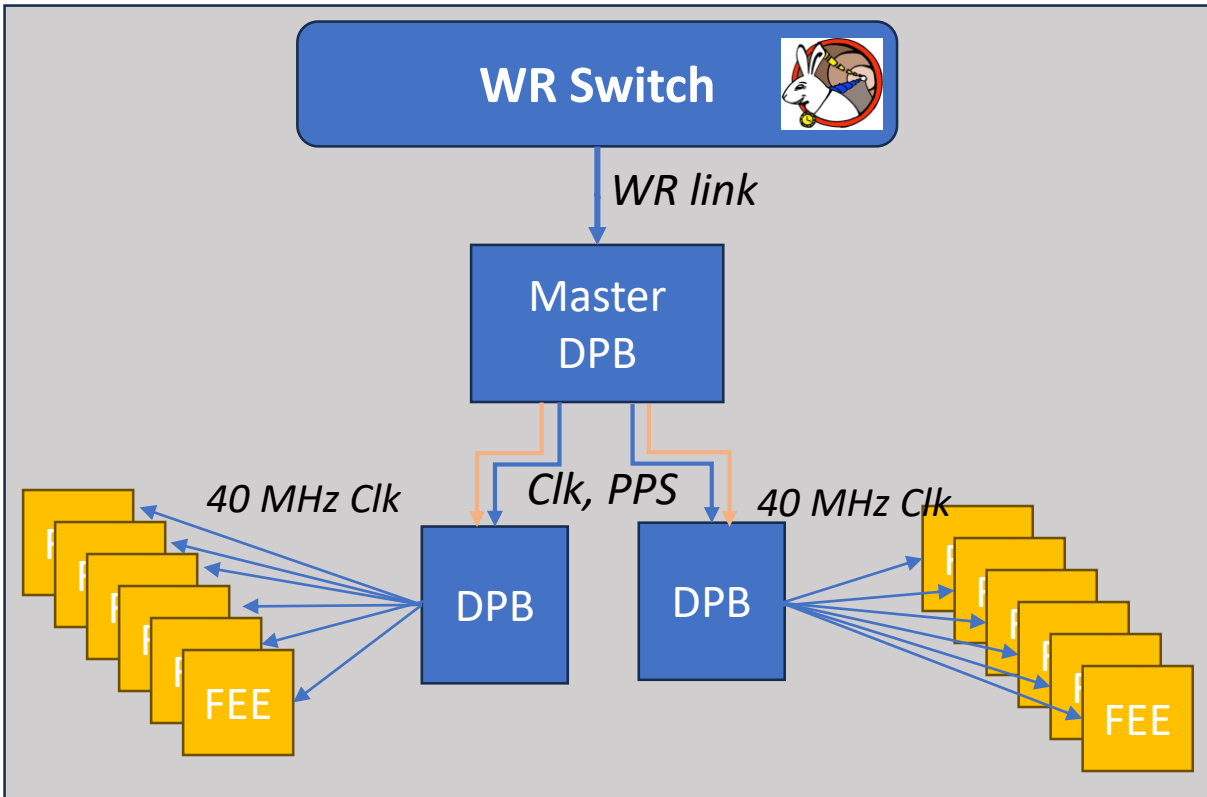 WR Switch
WR link
Master
DPB
Clk, PPS
40 MHz Clk
40 MHz Clk
DPB
DPB
F
F
F
F
F
FEE
F
F
F
F
F
FEE